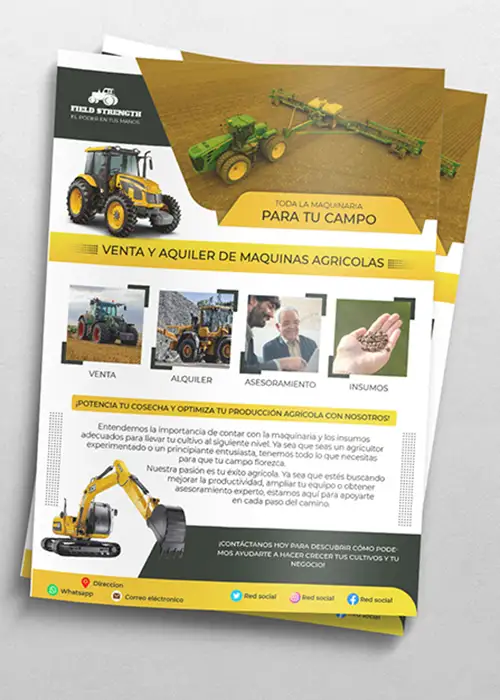 FIELD STRENGTH
EL PODER EN TUS MANOS
TODA LA MAQUINARIA
PARA TU CAMPO
VENTA Y AQUILER DE MAQUINAS AGRICOLAS
VENTA
ALQUILER
ASESORAMIENTO
INSUMOS
¡POTENCIA TU COSECHA Y OPTIMIZA TU PRODUCCIÓN AGRÍCOLA CON NOSOTROS!
Entendemos la importancia de contar con la maquinaria y los insumos
adecuados para llevar tu cultivo al siguiente nivel. Ya sea que seas un agricultor
experimentado o un principiante entusiasta, tenemos todo lo que necesitas
para que tu campo florezca.
Nuestra pasión es tu éxito agrícola. Ya sea que estés buscando
mejorar la productividad, ampliar tu equipo o obtener
asesoramiento experto, estamos aquí para apoyarte
en cada paso del camino.
¡CONTÁCTANOS HOY PARA DESCUBRIR CÓMO PODE-
MOS AYUDARTE A HACER CRECER TUS CULTIVOS Y TU
NEGOCIO!
Direccion
Whatsapp
Correo eléctronico
Red social
Red social
Red social